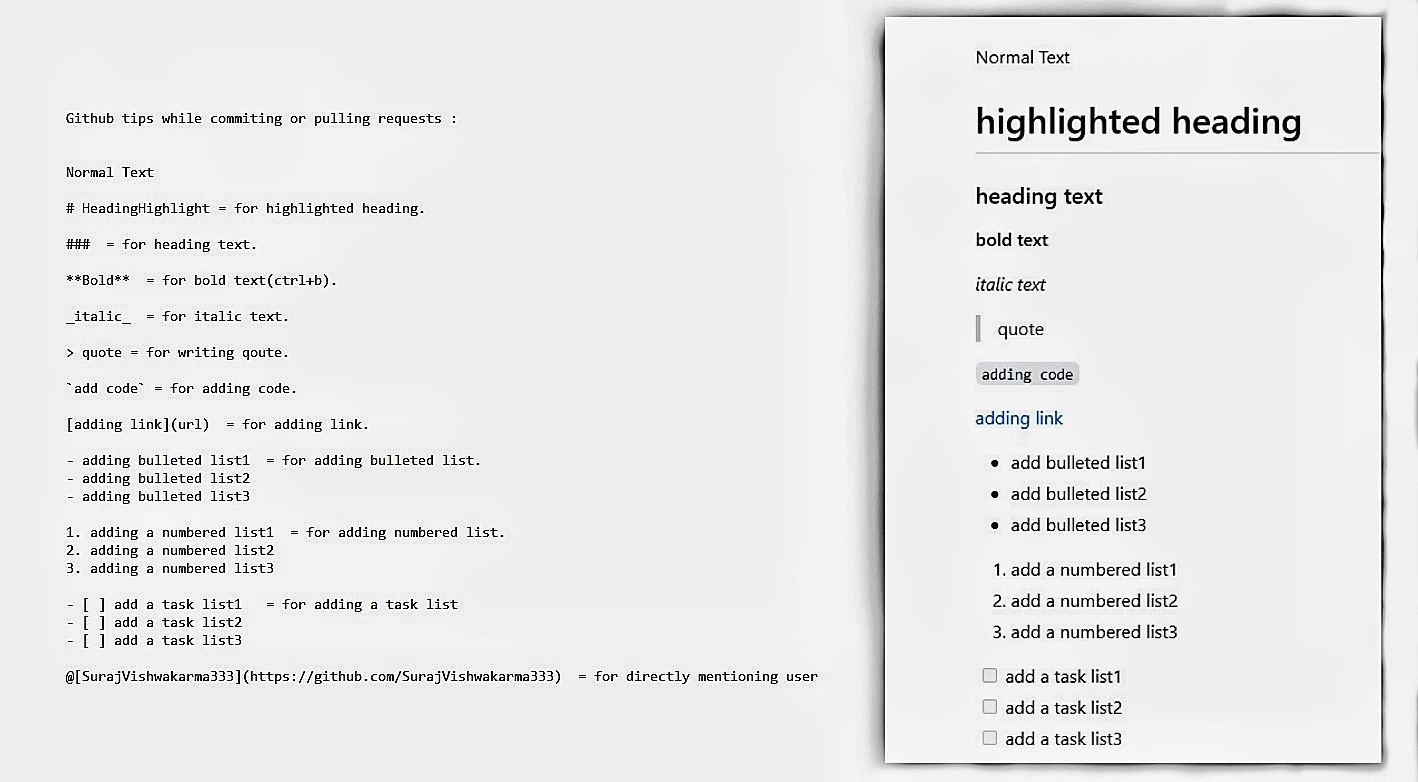 Github tips while commiting or pulling requests :
Normal Text
# HeadingHighlight = for highlighted heading.
###  = for heading text.
**Bold**  = for bold text(ctrl+b).
_italic_  = for italic text.
> quote = for writing qoute.
`add code` = for adding code.
[adding link](url)  = for adding link.
- adding bulleted list1  = for adding bulleted list.
- adding bulleted list2
- adding bulleted list3
1. adding a numbered list1  = for adding numbered list.
2. adding a numbered list2
3. adding a numbered list3
- [ ] add a task list1   = for adding a task list
- [ ] add a task list2
- [ ] add a task list3
@[SurajVishwakarma333](https://github.com/SurajVishwakarma333)  = for directly mentioning user
Normal Text
highlighted heading
heading text
bold text
italic text
quote
adding code
adding link
• add bulleted list1
• add bulleted list2
• add bulleted list3
1. add a numbered list1
2. add a numbered list2
3. add a numbered list3
add a task list1
add a task list2
add a task list3